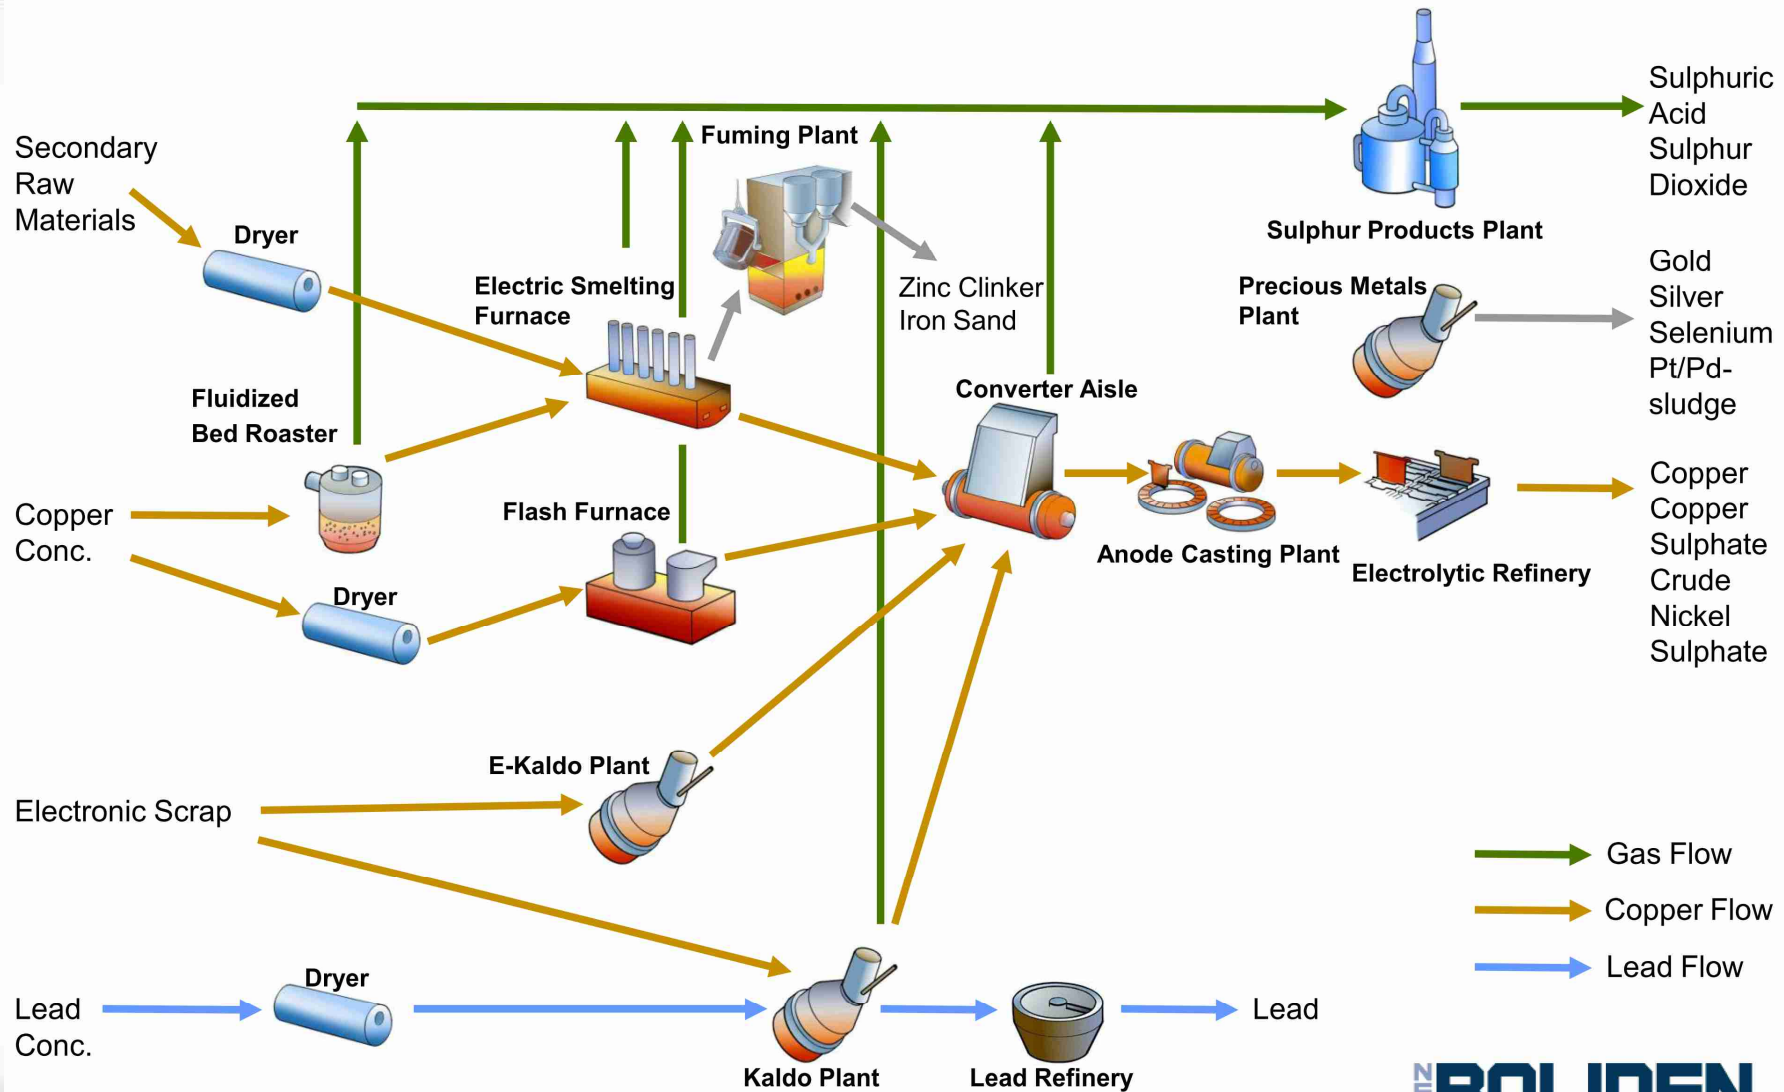 Secondary
Raw
Materials
Dryer
Fuming Plant
Sulphuric
Acid
Sulphur
Dioxide
Sulphur Products Plant
Electric Smelting
Furnace
Zinc Clinker
Iron Sand
Precious Metals
Plant
Gold
Silver
Selenium
Pt/Pd-
sludge
Fluidized
Bed Roaster
Converter Aisle
Copper
Conc.
Flash Furnace
Dryer
Anode Casting Plant
Electrolytic Refinery
Copper
Copper
Sulphate
Crude
Nickel
Sulphate
E-Kaldo Plant
Electronic Scrap
Gas Flow
Copper Flow
Lead Flow
Lead
Conc.
Dryer
Kaldo Plant
Lead Refinery
Lead
BOLIDEN